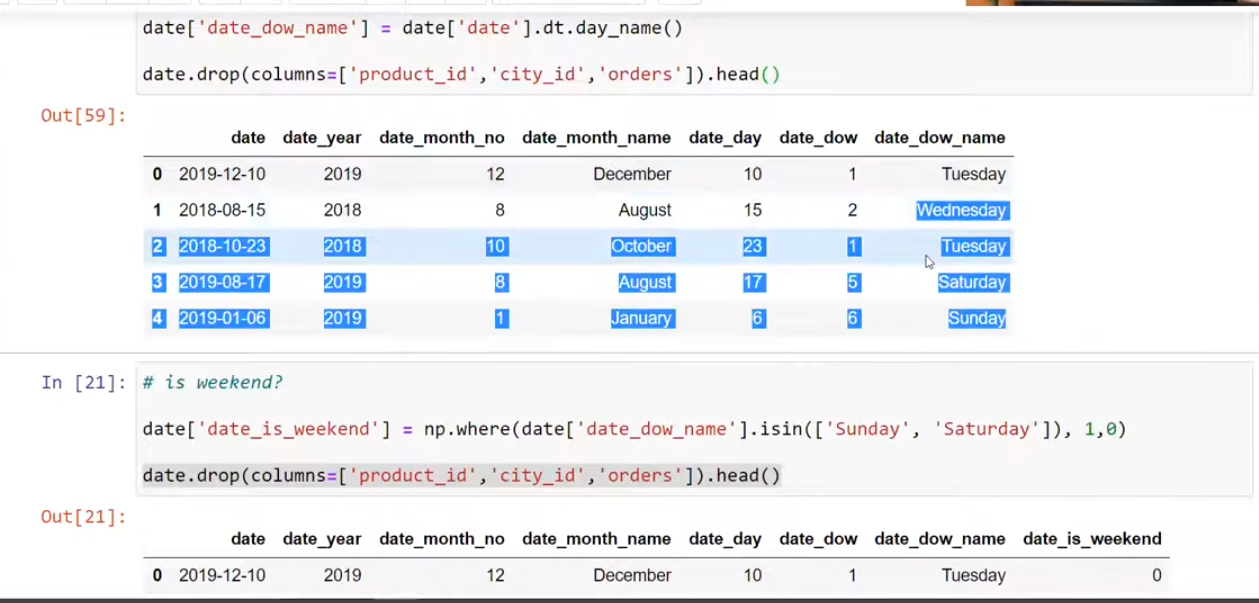 date['date_dow_name'] = date['date'].dt.day_name()
date.drop(columns=['product_id','city_id','orders']).head()
Out[59]:
date date_year date_month_no date_month_name date_day date_dow date_dow_name
0 2019-12-10 2019 12 December 10 1 Tuesday
1 2018-08-15 2018 8 August 15 2 Wednesday
2 2018-10-23 2018 10 October 23 1 Tuesday
3 2019-08-17 2019 8 August 17 5 Saturday
4 2019-01-06 2019 1 January 6 6 Sunday
In [21]: # is weekend?
date['date_is_weekend'] = np.where(date['date_dow_name'].isin(['Sunday', 'Saturday']), 1,0)
date.drop(columns=['product_id','city_id','orders']).head()
Out[21]:
date date_year date_month_no date_month_name date_day date_dow date_dow_name date_is_weekend
0 2019-12-10 2019 12 December 10 1 Tuesday 0